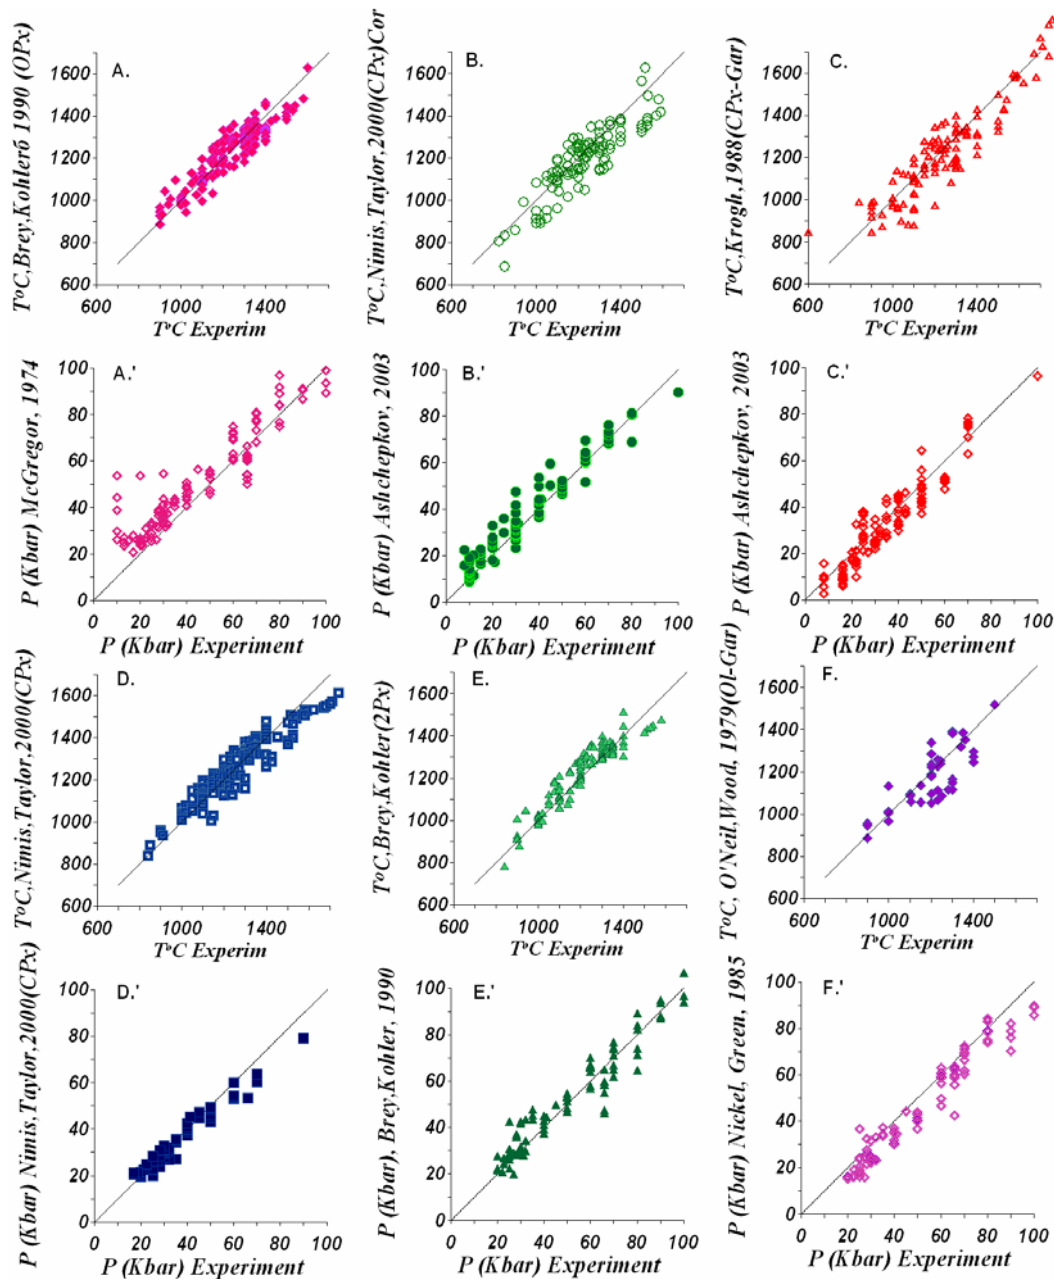 A.
T°C,Brey,Kohler6 1990 (OPx)
1600
1400
1200
1000
800
600
600 1000 1400
T°C Experim
B.
T°C,Nimis,Taylor,2000(CPx)Cor
1600
1400
1200
1000
800
600
600 1000 1400
T°C Experim
C.
T°C,Krogh,1988(CPx-Gar)
1600
1400
1200
1000
800
600
600 1000 1400
T°C Experim
A.'
P (Kbar) McGregor, 1974
100
80
60
40
20
0
0 20 40 60 80 100
P (Kbar) Experiment
B.'
P (Kbar) Ashchepkov, 2003
100
80
60
40
20
0
0 20 40 60 80 100
P (Kbar) Experiment
C.'
P (Kbar) Ashchepkov, 2003
100
80
60
40
20
0
0 20 40 60 80 100
P (Kbar) Experiment
D.
T°C,Nimis,Taylor,2000(CPx)
1600
1400
1200
1000
800
600
600 1000 1400
T°C Experim
E.
T°C,Brey,Kohler(2Px)
1600
1400
1200
1000
800
600
600 1000 1400
T°C Experim
F.
T°C, O'Neil,Wood, 1979(Ol-Gar)
1600
1400
1200
1000
800
600
600 1000 1400
T°C Experim
D.'
P (Kbar) Nimis,Taylor,2000(CPx)
100
80
60
40
20
0
0 20 40 60 80 100
P (Kbar) Experiment
E.'
P (Kbar), Brey,Kohler, 1990
100
80
60
40
20
0
0 20 40 60 80 100
P (Kbar) Experiment
F.'
P (Kbar) Nickel, Green, 1985
100
80
60
40
20
0
0 20 40 60 80 100
P (Kbar) Experiment